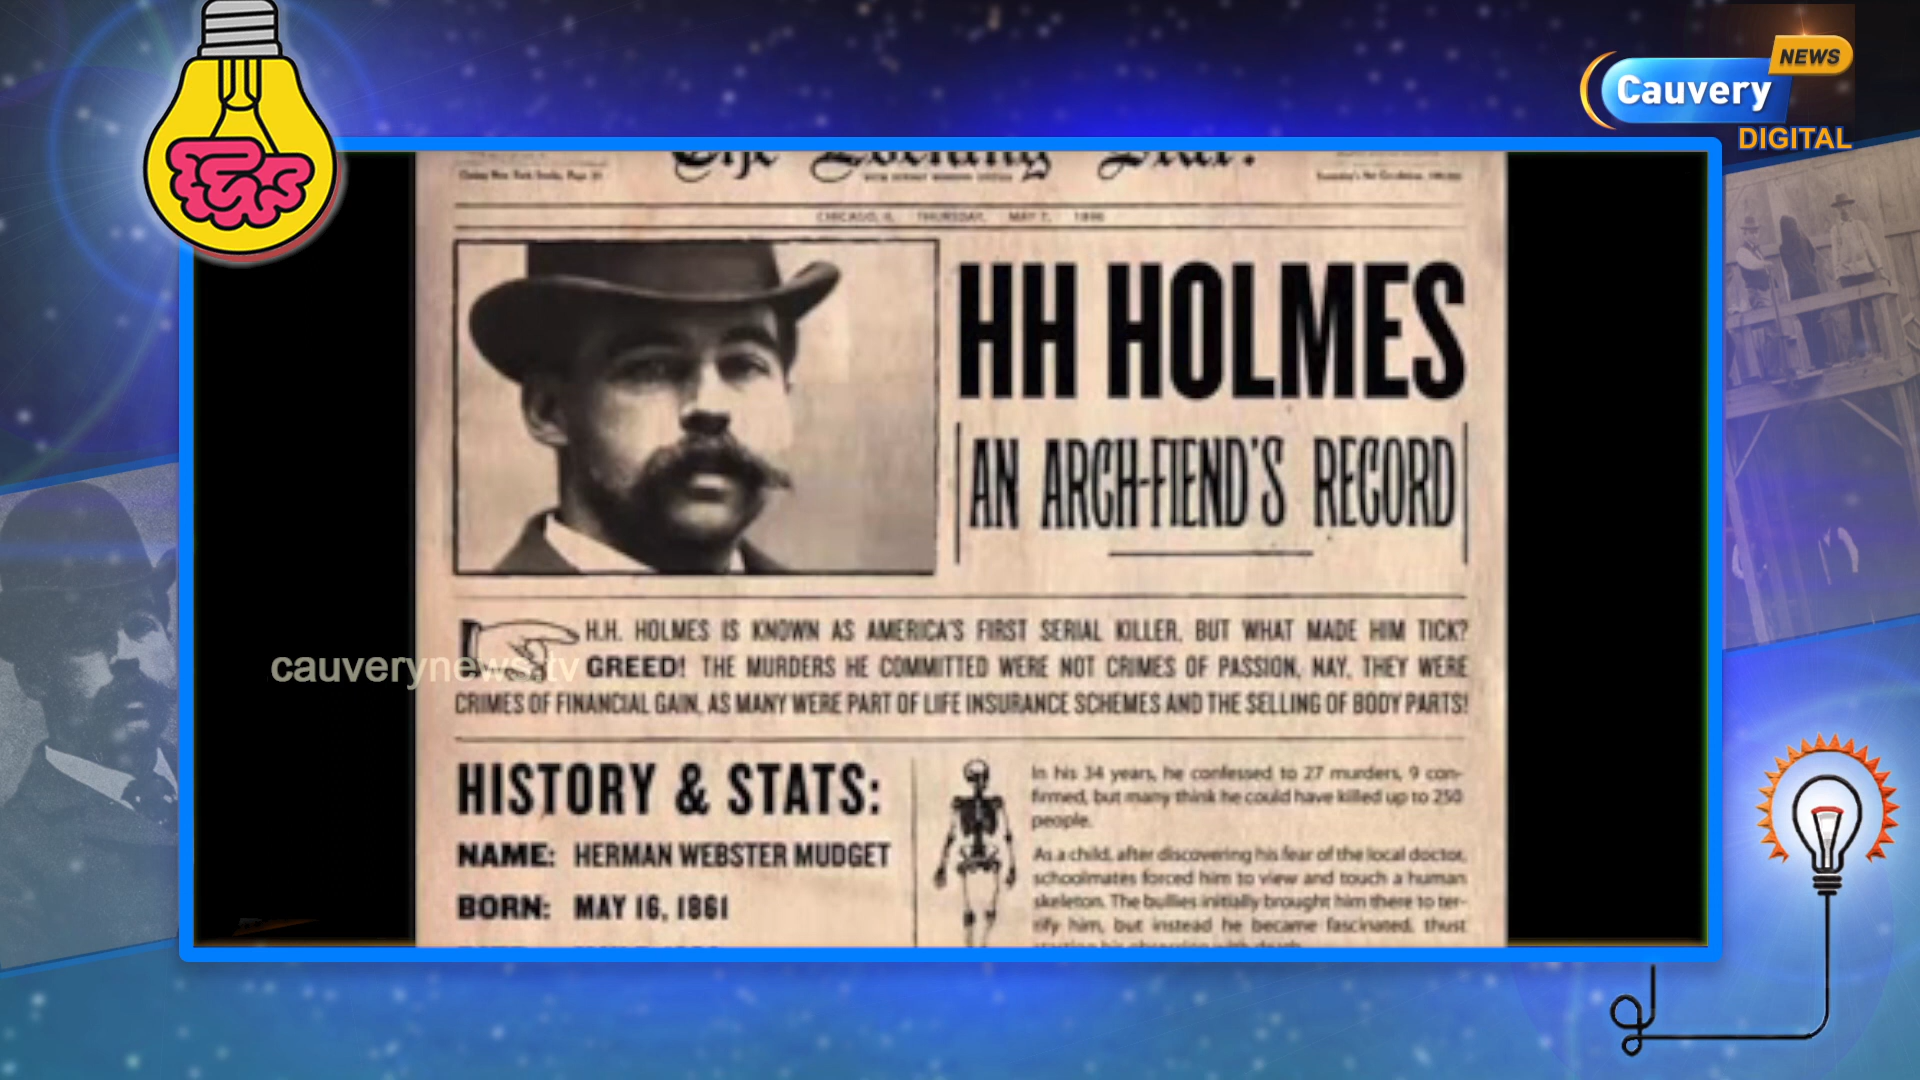 NEWS
Cauvery
DIGITAL
The Evening Star.
CHICAGO, IL THURSDAY, MAY 7, 1896
HH HOLMES
AN ARCH-FIEND'S RECORD
H.H. HOLMES IS KNOWN AS AMERICA'S FIRST SERIAL KILLER, BUT WHAT MADE HIM TICK?
GREED! THE MURDERS HE COMMITTED WERE NOT CRIMES OF PASSION, NAY, THEY WERE
CRIMES OF FINANCIAL GAIN, AS MANY WERE PART OF LIFE INSURANCE SCHEMES AND THE SELLING OF BODY PARTS!
cauverynews.tv
HISTORY & STATS:
NAME: HERMAN WEBSTER MUDGET
BORN: MAY 16, 1861
In his 34 years, he confessed to 27 murders, 9 con-
firmed, but many think he could have killed up to 250
people.
As a child, after discovering his fear of the local doctor,
schoolmates forced him to view and touch a human
skeleton. The bullies initially brought him there to ter-
rify him, but instead he became fascinated, thust